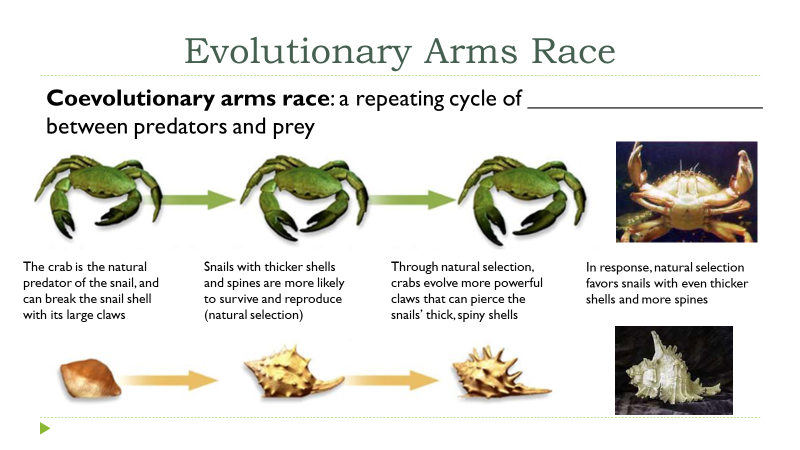 Evolutionary Arms Race
Coevolutionary arms race: a repeating cycle of ____________________
between predators and prey
The crab is the natural
predator of the snail, and
can break the snail shell
with its large claws
Snails with thicker shells
and spines are more likely
to survive and reproduce
(natural selection)
Through natural selection,
crabs evolve more powerful
claws that can pierce the
snails’ thick, spiny shells
In response, natural selection
favors snails with even thicker
shells and more spines